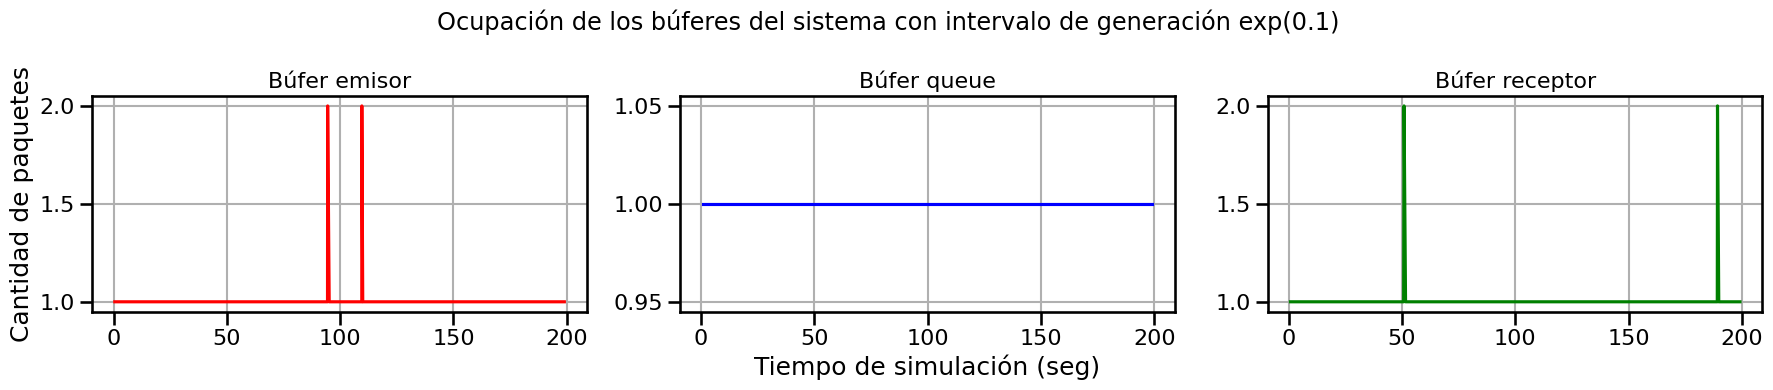 Ocupación de los búferes del sistema con intervalo de generación exp(0.1)
Cantidad de paquetes
Búfer emisor
2.0
1.5
1.0
0 50 100 150 200
Búfer queue
1.05
1.00
0.95
0 50 100 150 200
Búfer receptor
2.0
1.5
1.0
0 50 100 150 200
Tiempo de simulación (seg)